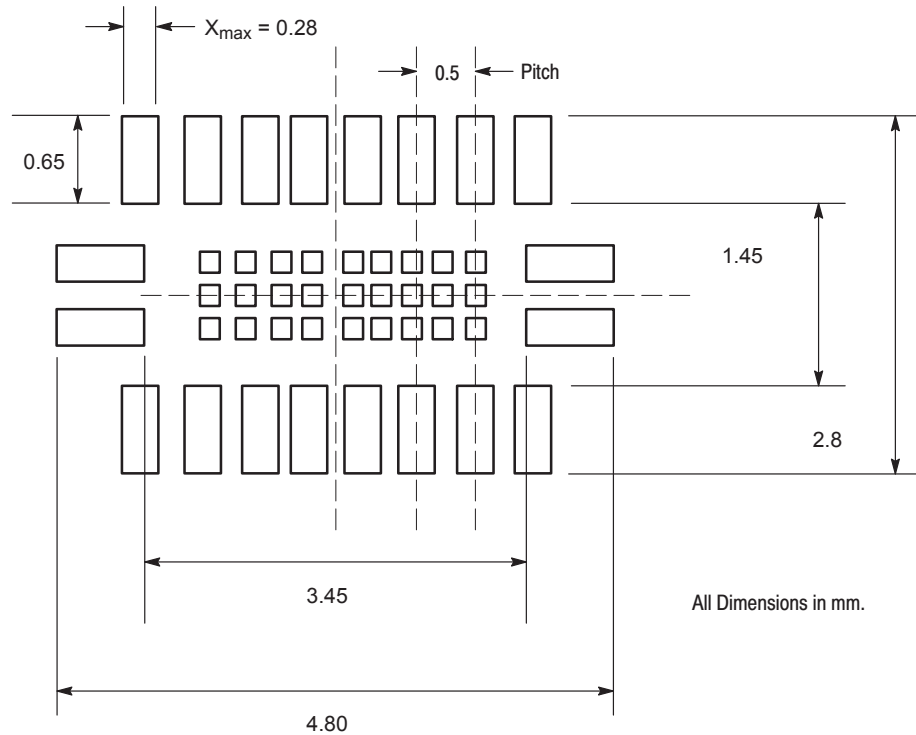 Xmax = 0.28
0.5 Pitch
0.65
1.45
2.8
3.45
All Dimensions in mm.
4.80